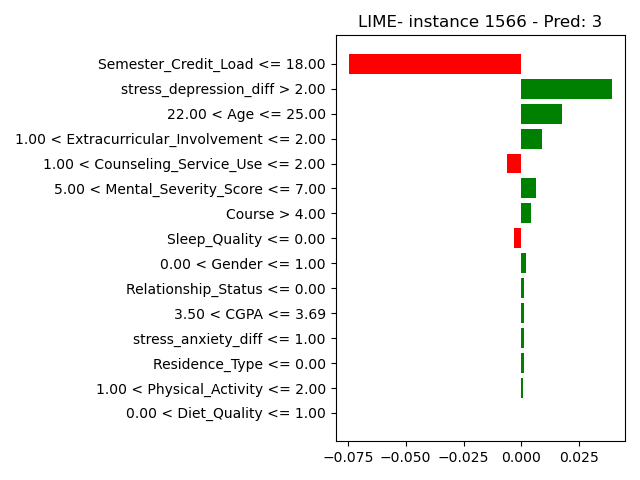 LIME- instance 1566 - Pred: 3
Semester_Credit_Load <= 18.00
stress_depression_diff > 2.00
22.00 < Age <= 25.00
1.00 < Extracurricular_Involvement <= 2.00
1.00 < Counseling_Service_Use <= 2.00
5.00 < Mental_Severity_Score <= 7.00
Course > 4.00
Sleep_Quality <= 0.00
0.00 < Gender <= 1.00
Relationship_Status <= 0.00
3.50 < CGPA <= 3.69
stress_anxiety_diff <= 1.00
Residence_Type <= 0.00
1.00 < Physical_Activity <= 2.00
0.00 < Diet_Quality <= 1.00
−0.075 −0.050 −0.025 0.000 0.025